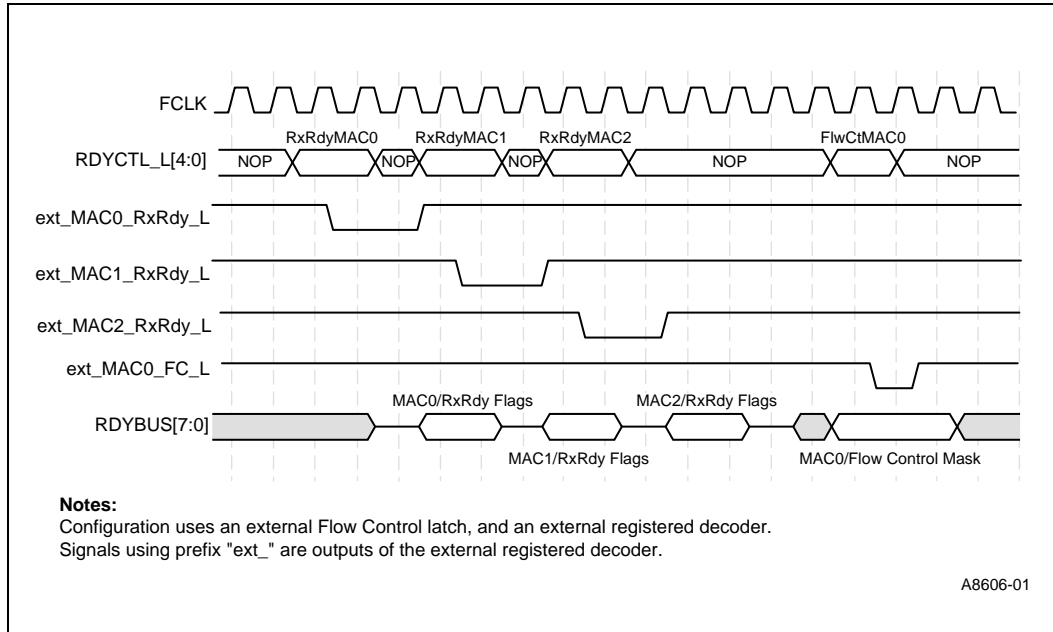 FCLK
RxRdyMAC0 RxRdyMAC1 RxRdyMAC2 FlwCtMAC0
RDYCTL_L[4:0] NOP NOP NOP NOP NOP
ext_MAC0_RxRdy_L
ext_MAC1_RxRdy_L
ext_MAC2_RxRdy_L
ext_MAC0_FC_L
MAC0/RxRdy Flags MAC2/RxRdy Flags
RDYBUS[7:0]
MAC1/RxRdy Flags MAC0/Flow Control Mask
Notes:
Configuration uses an external Flow Control latch, and an external registered decoder.
Signals using prefix "ext_" are outputs of the external registered decoder.
A8606-01